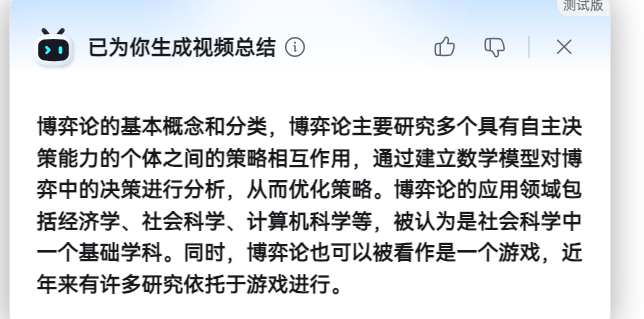 测试版
已为你生成视频总结
博弈论的基本概念和分类，博弈论主要研究多个具有自主决
策能力的个体之间的策略相互作用，通过建立数学模型对博
弈中的决策进行分析，从而优化策略。博弈论的应用领域包
括经济学、社会科学、计算机科学等，被认为是社会科学中
一个基础学科。同时，博弈论也可以被看作是一个游戏，近
年来有许多研究依托于游戏进行。